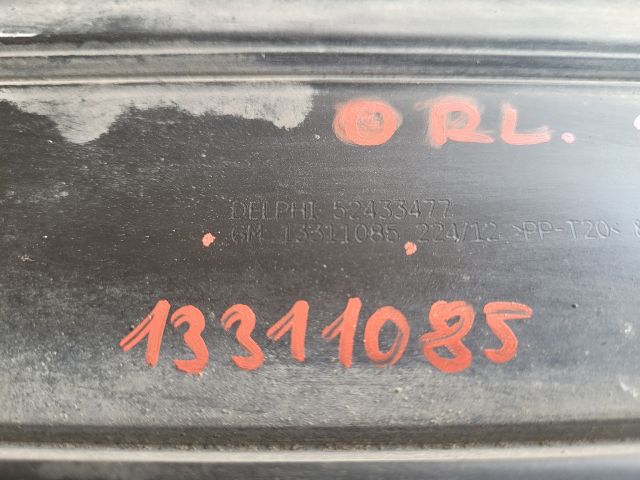 ORL.
DELPHI 52433477
GM 13311085 224/12 >PP-T20<
13311085